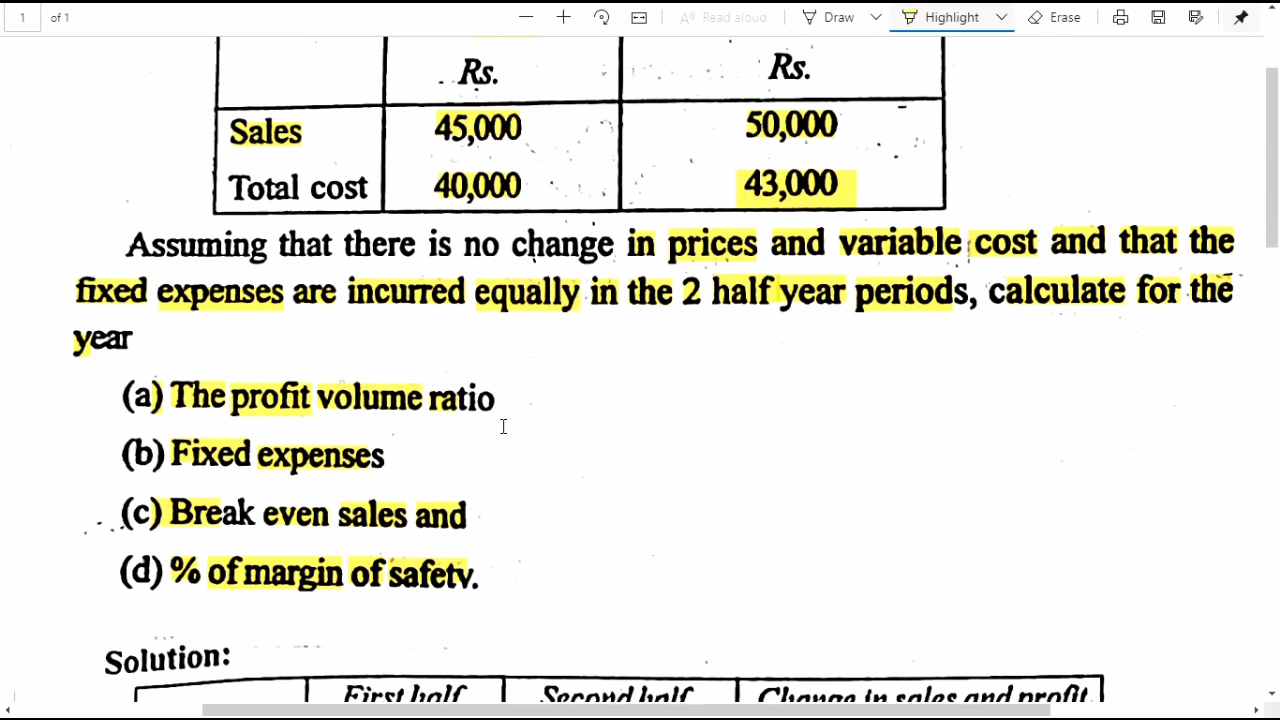 1 of 1 Read aloud Draw Highlight Erase
Rs. Rs.
Sales 45,000 50,000
Total cost 40,000 43,000
Assuming that there is no change in prices and variable cost and that the
fixed expenses are incurred equally in the 2 half year periods, calculate for the
year
(a) The profit volume ratio
(b) Fixed expenses
(c) Break even sales and
(d) % of margin of safety.
Solution:
First half Second half Change in sales and profit